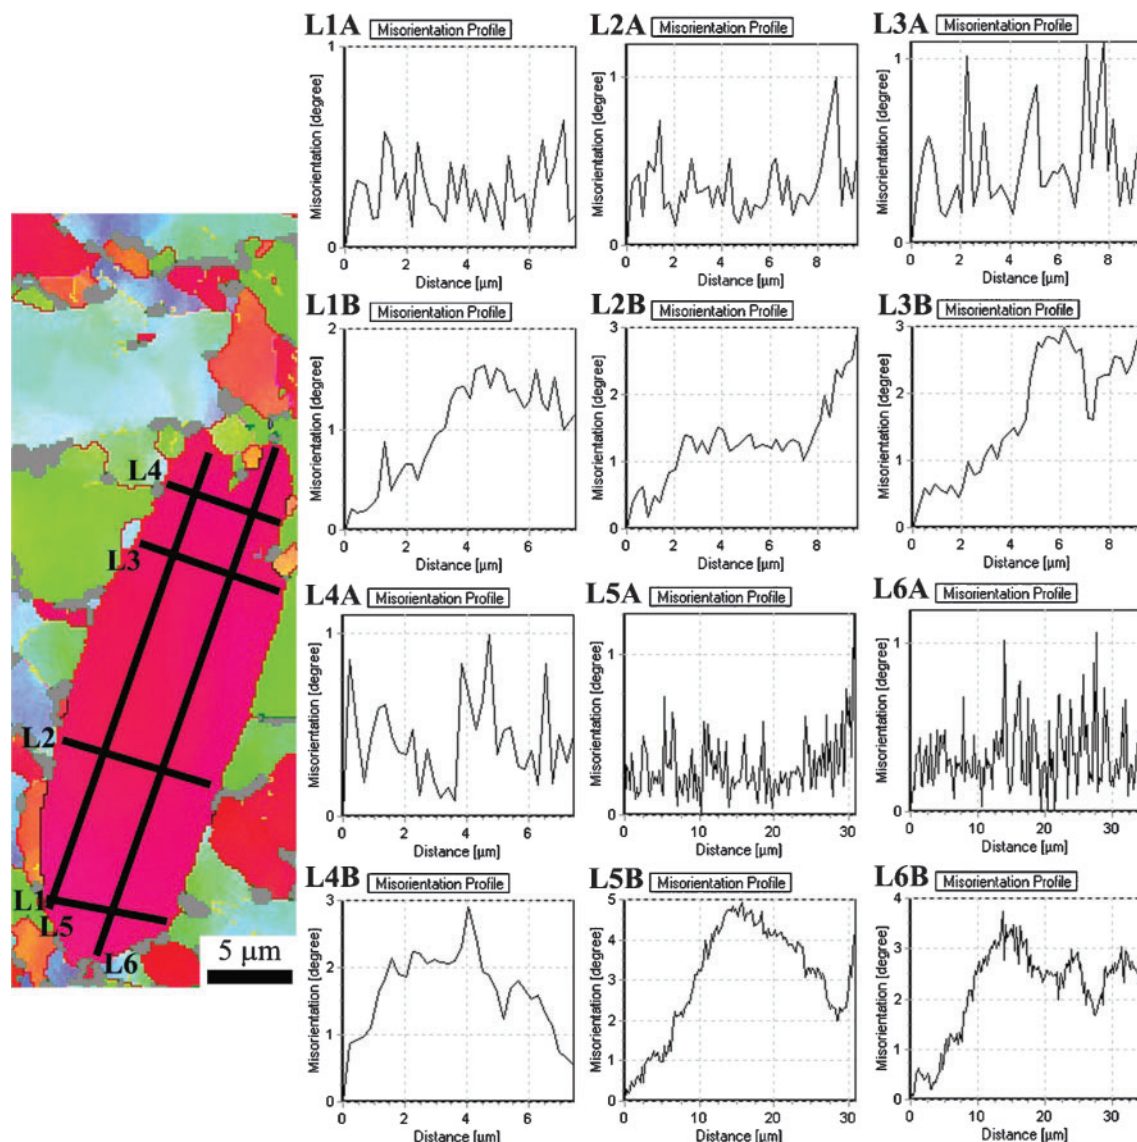 L1A Misorientation Profile
Misorientation [degree]
1
0
0 2 4 6
Distance [µm]
L2A Misorientation Profile
Misorientation [degree]
1
0
0 2 4 6 8
Distance [µm]
L3A Misorientation Profile
Misorientation [degree]
1
0
0 2 4 6 8
Distance [µm]
L1B Misorientation Profile
Misorientation [degree]
2
1
0
0 2 4 6
Distance [µm]
L2B Misorientation Profile
Misorientation [degree]
3
2
1
0
0 2 4 6 8
Distance [µm]
L3B Misorientation Profile
Misorientation [degree]
3
2
1
0
0 2 4 6 8
Distance [µm]
L4
L3
L2
L1
L5
L6
5 µm
L4A Misorientation Profile
Misorientation [degree]
1
0
0 2 4 6
Distance [µm]
L5A Misorientation Profile
Misorientation [degree]
1
0
0 10 20 30
Distance [µm]
L6A Misorientation Profile
Misorientation [degree]
1
0
0 10 20 30
Distance [µm]
L4B Misorientation Profile
Misorientation [degree]
3
2
1
0
0 2 4 6
Distance [µm]
L5B Misorientation Profile
Misorientation [degree]
5
4
3
2
1
0
0 10 20 30
Distance [µm]
L6B Misorientation Profile
Misorientation [degree]
4
3
2
1
0
0 10 20 30
Distance [µm]